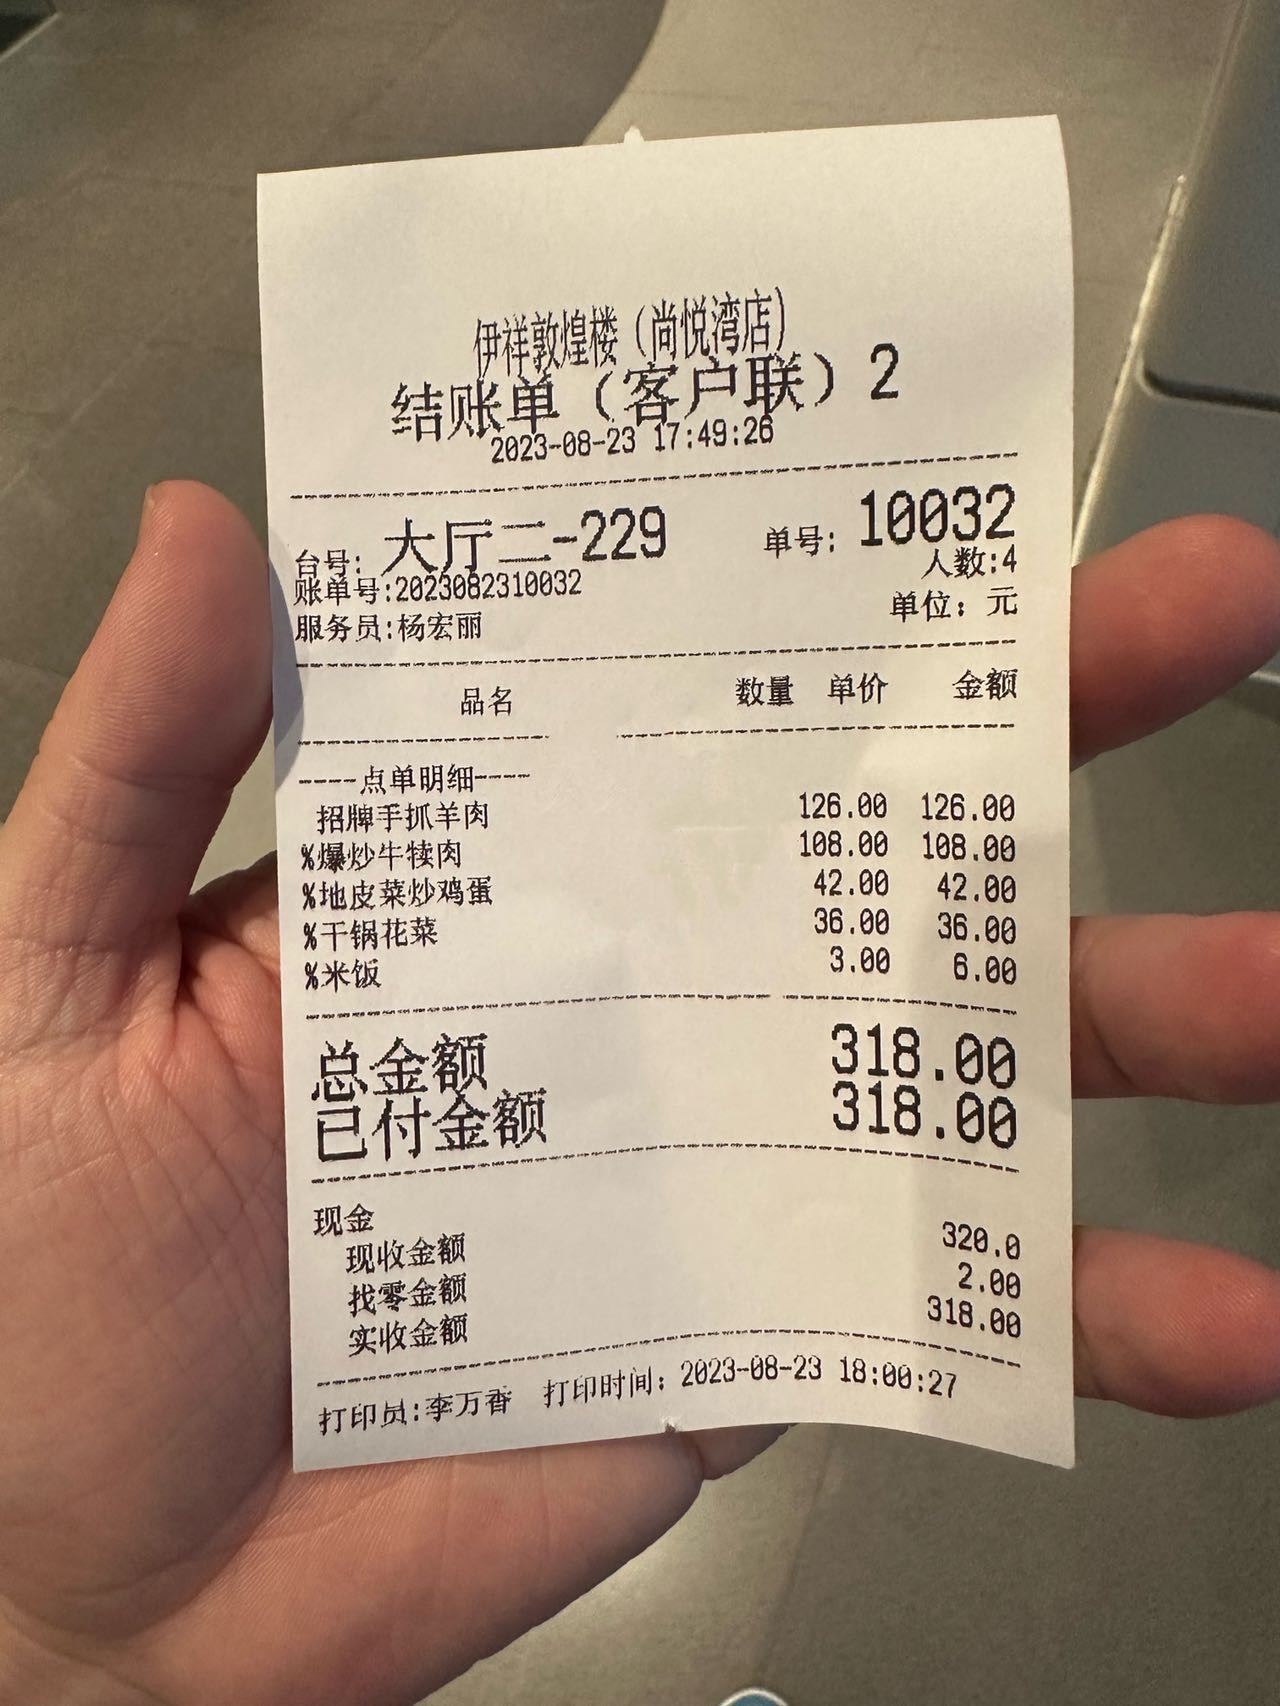 伊祥敦煌楼（尚悦湾店）
结账单（客户联）2
2023-08-23 17:49:26
台号: 大厅二-229 单号: 10032
人数:4
账单号:2023082310032
单位：元
服务员:杨宏丽
品名 数量 单价 金额
----点单明细----
招牌手抓羊肉 126.00 126.00
%爆炒牛犊肉 108.00 108.00
%地皮菜炒鸡蛋 42.00 42.00
%干锅花菜 36.00 36.00
%米饭 3.00 6.00
总金额 318.00
已付金额 318.00
现金
现收金额 320.0
找零金额 2.00
实收金额 318.00
打印员:李万香 打印时间: 2023-08-23 18:00:27